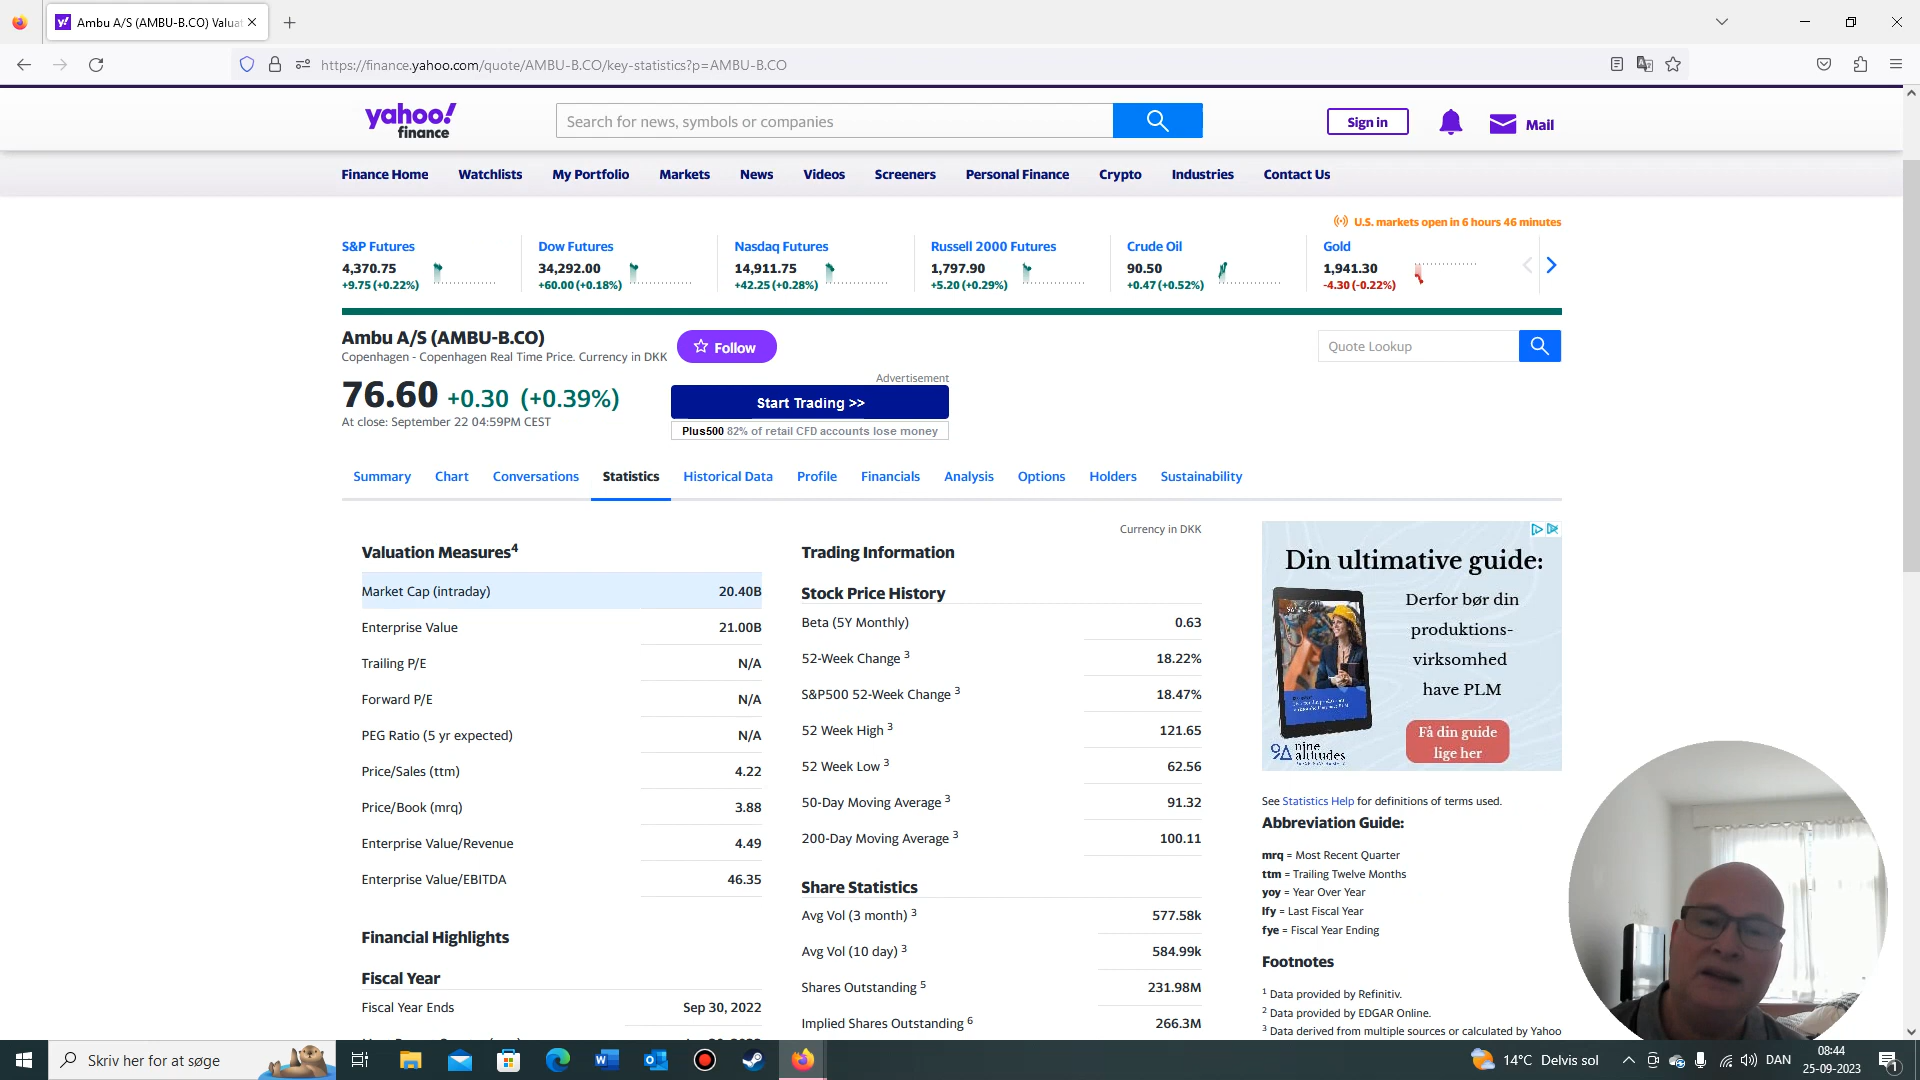 Ambu A/S (AMBU-B.CO) Valua
https://finance.yahoo.com/quote/AMBU-B.CO/key-statistics?p=AMBU-B.CO
yahoo!
finance
Search for news, symbols or companies
Sign in
Mail
Finance Home Watchlists My Portfolio Markets News Videos Screeners Personal Finance Crypto Industries Contact Us
U.S. markets open in 6 hours 46 minutes
S&P Futures
4,370.75
+9.75 (+0.22%)
Dow Futures
34,292.00
+60.00 (+0.18%)
Nasdaq Futures
14,911.75
+42.25 (+0.28%)
Russell 2000 Futures
1,797.90
+5.20 (+0.29%)
Crude Oil
90.50
+0.47 (+0.52%)
Gold
1,941.30
-4.30 (-0.22%)
Ambu A/S (AMBU-B.CO)
Copenhagen - Copenhagen Real Time Price. Currency in DKK
Follow
Quote Lookup
76.60 +0.30 (+0.39%)
At close: September 22 04:59PM CEST
Advertisement
Start Trading >>
Plus500 82% of retail CFD accounts lose money
Summary Chart Conversations Statistics Historical Data Profile Financials Analysis Options Holders Sustainability
Currency in DKK
Valuation Measures4
Market Cap (intraday) 20.40B
Enterprise Value 21.00B
Trailing P/E N/A
Forward P/E N/A
PEG Ratio (5 yr expected) N/A
Price/Sales (ttm) 4.22
Price/Book (mrq) 3.88
Enterprise Value/Revenue 4.49
Enterprise Value/EBITDA 46.35
Financial Highlights
Fiscal Year
Fiscal Year Ends Sep 30, 2022
Trading Information
Stock Price History
Beta (5Y Monthly) 0.63
52-Week Change 3 18.22%
S&P500 52-Week Change 3 18.47%
52 Week High 3 121.65
52 Week Low 3 62.56
50-Day Moving Average 3 91.32
200-Day Moving Average 3 100.11
Share Statistics
Avg Vol (3 month) 3 577.58k
Avg Vol (10 day) 3 584.99k
Shares Outstanding 5 231.98M
Implied Shares Outstanding 6 266.3M
Din ultimative guide:
Derfor bør din
produktions-
virksomhed
have PLM
Få din guide
lige her
9A nine
altitudes
See Statistics Help for definitions of terms used.
Abbreviation Guide:
mrq = Most Recent Quarter
ttm = Trailing Twelve Months
yoy = Year Over Year
lfy = Last Fiscal Year
fye = Fiscal Year Ending
Footnotes
1 Data provided by Refinitiv.
2 Data provided by EDGAR Online.
3 Data derived from multiple sources or calculated by Yahoo
Skriv her for at søge
14°C Delvis sol
DAN
08:44
25-09-2023
1